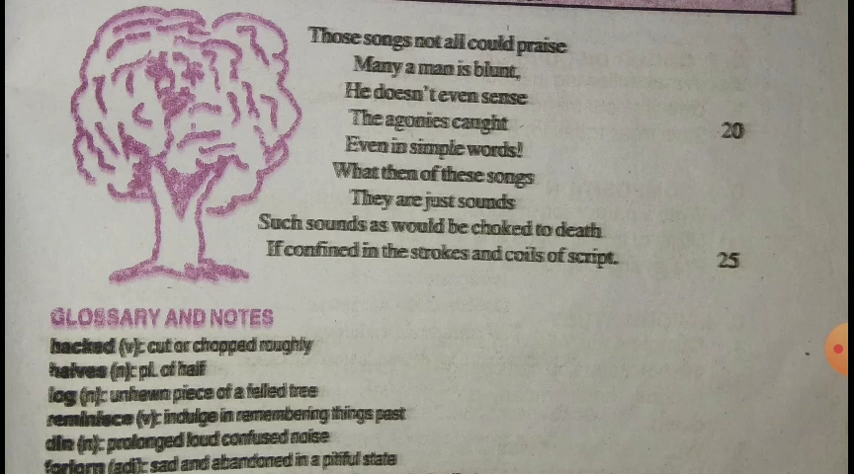 Those songs not all could praise
Many a man is blunt,
He doesn't even sense
The agonies caught 20
Even in simple words!
What then of these songs
They are just sounds
Such sounds as would be choked to death
If confined in the strokes and coils of script. 25
GLOSSARY AND NOTES
hacked (v): cut or chopped roughly
halves (n): pl. of half
log (n): unhewn piece of a felled tree
reminisce (v): indulge in remembering things past
din (n): prolonged loud confused noise
forlorn (adj): sad and abandoned in a pitiful state